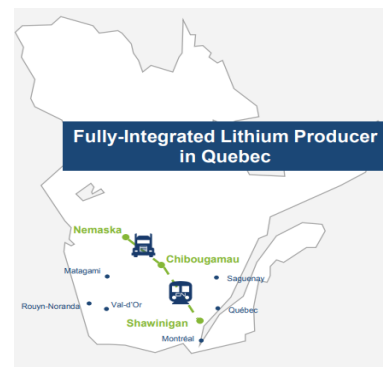 Fully-Integrated Lithium Producer
in Quebec
Nemaska
Chibougamau
Matagami
Saguenay
Rouyn-Noranda
Val-d'Or
Québec
Shawinigan
Montréal